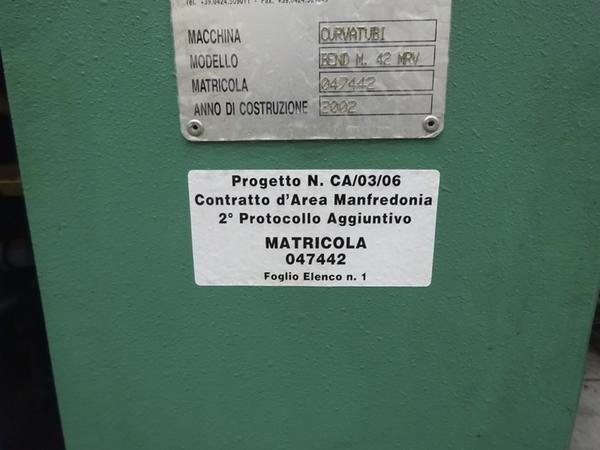 MACCHINA CURVATUBI
MODELLO BEND M. 42 MRV
MATRICOLA 047442
ANNO DI COSTRUZIONE 2002
Progetto N. CA/03/06
Contratto d'Area Manfredonia
2° Protocollo Aggiuntivo
MATRICOLA
047442
Foglio Elenco n. 1